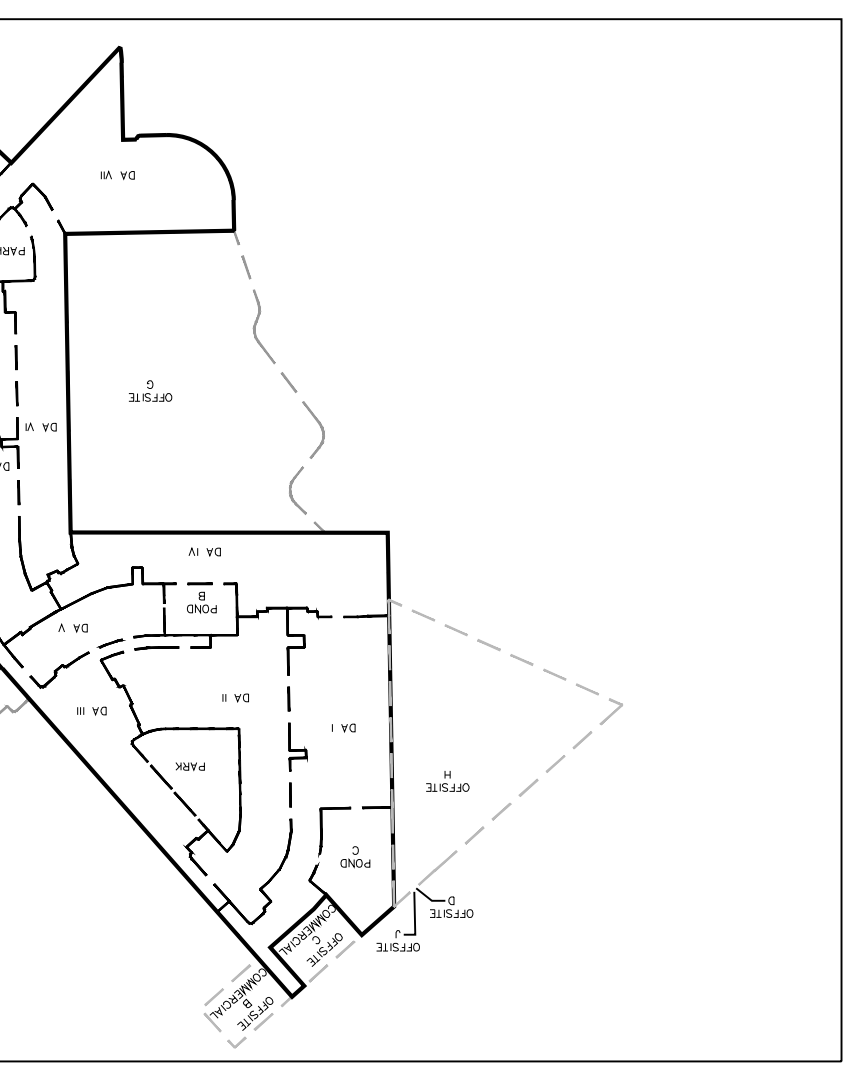 OFFSITE
B
COMMERCIAL
OFFSITE
C
COMMERCIAL
OFFSITE
J
OFFSITE
D
POND
C
OFFSITE
H
PARK
DA I
DA III
DA II
DA V
POND
B
DA IV
DA
DA VI
OFFSITE
G
PARK
DA VII